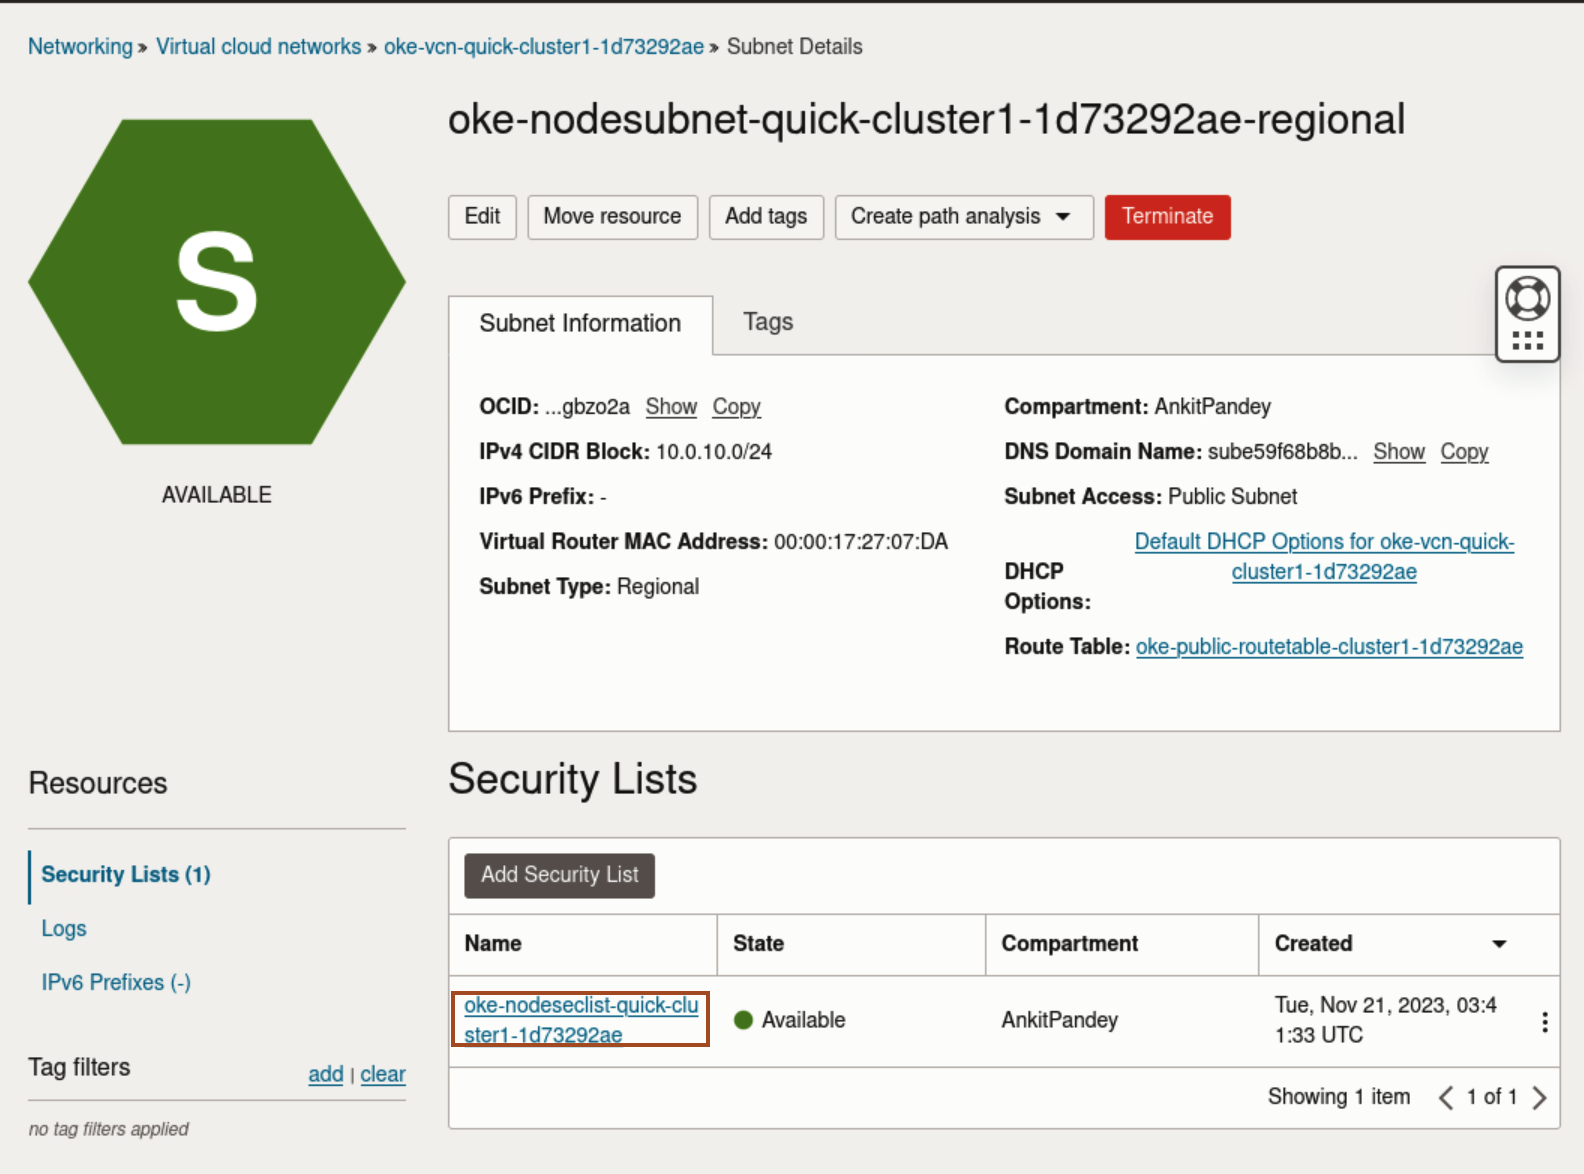 Networking » Virtual cloud networks » oke-vcn-quick-cluster1-1d73292ae » Subnet Details
oke-nodesubnet-quick-cluster1-1d73292ae-regional
S
AVAILABLE
Edit Move resource Add tags Create path analysis Terminate
Subnet Information Tags
OCID: ...gbzo2a Show Copy
IPv4 CIDR Block: 10.0.10.0/24
IPv6 Prefix: -
Virtual Router MAC Address: 00:00:17:27:07:DA
Subnet Type: Regional
Compartment: AnkitPandey
DNS Domain Name: sube59f68b8b... Show Copy
Subnet Access: Public Subnet
DHCP
Options:
Default DHCP Options for oke-vcn-quick-
cluster1-1d73292ae
Route Table: oke-public-routetable-cluster1-1d73292ae
Resources
Security Lists (1)
Logs
IPv6 Prefixes (-)
Tag filters add | clear
no tag filters applied
Security Lists
Add Security List
Name State Compartment Created
oke-nodeseclist-quick-clu
ster1-1d73292ae
Available
AnkitPandey
Tue, Nov 21, 2023, 03:4
1:33 UTC
Showing 1 item < 1 of 1 >